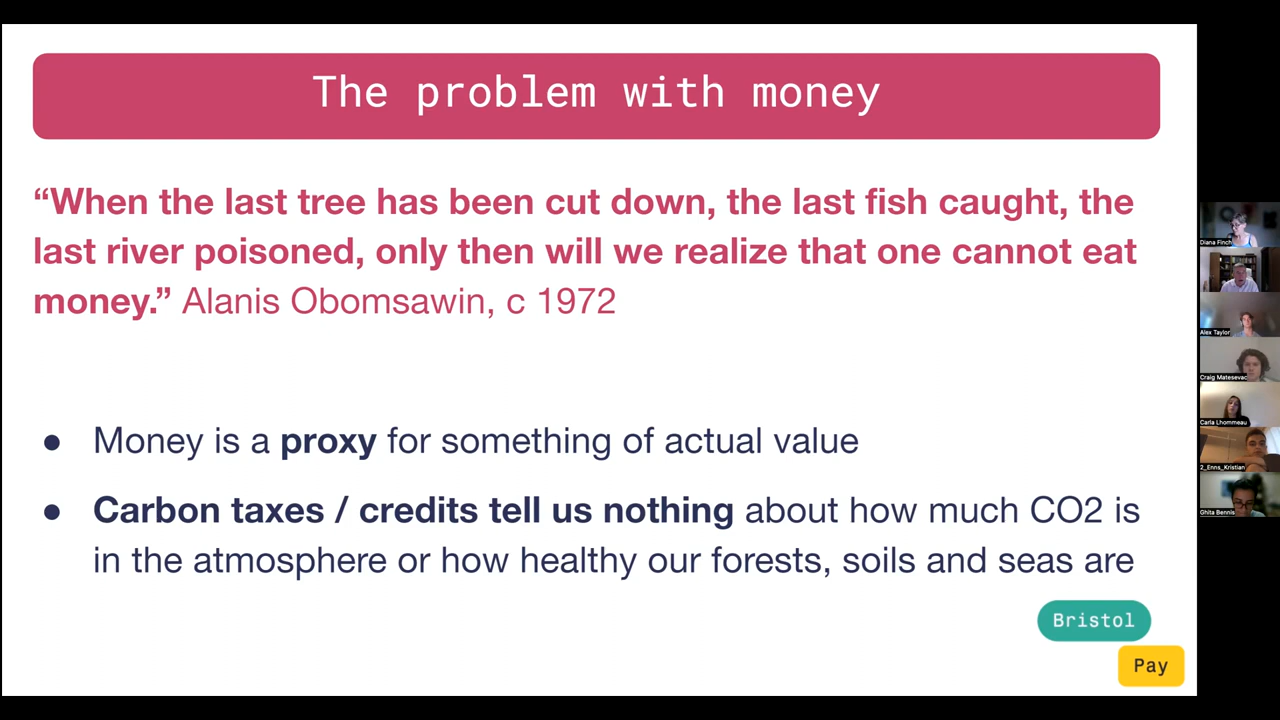 The problem with money
“When the last tree has been cut down, the last fish caught, the
last river poisoned, only then will we realize that one cannot eat
money.” Alanis Obomsawin, c 1972
● Money is a proxy for something of actual value
● Carbon taxes / credits tell us nothing about how much CO2 is
in the atmosphere or how healthy our forests, soils and seas are
Bristol
Pay
Diana Finch
Alex Taylor
Craig Matesevac
Carla Lhommeau
2_Enns_Kristian
Ghita Bennis